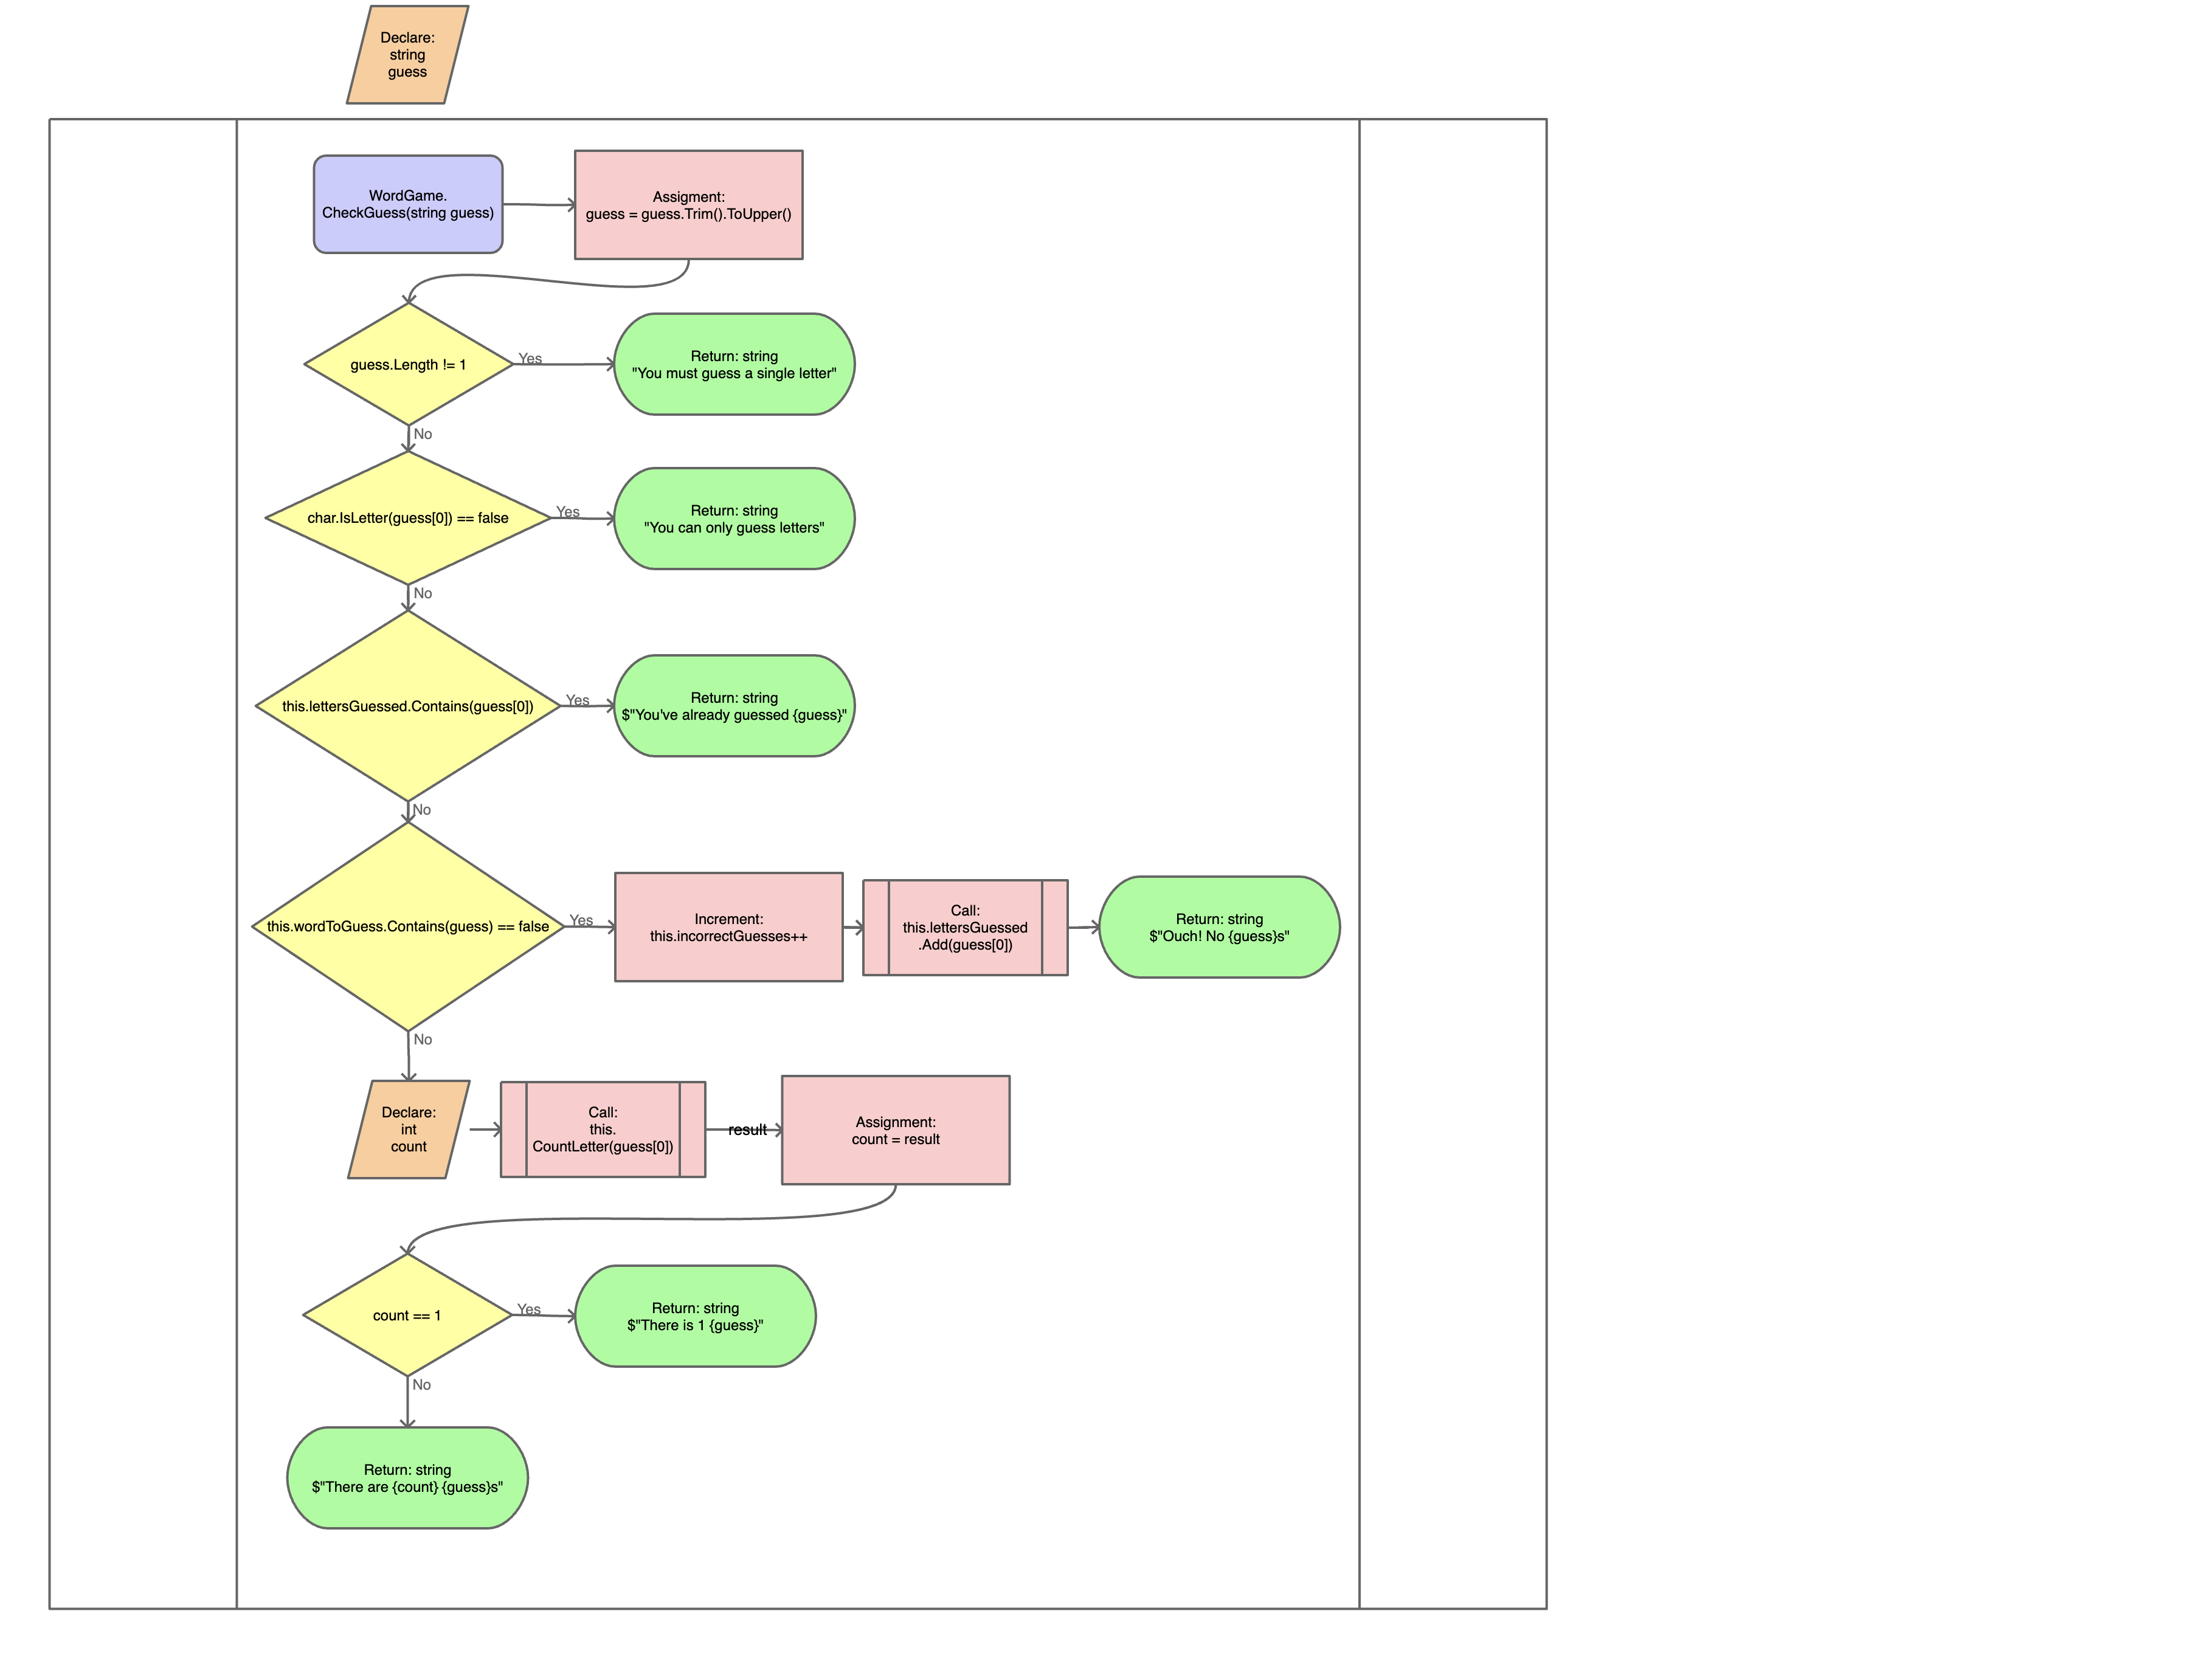 Declare:
string
guess
WordGame.
CheckGuess(string guess)
Assigment:
guess = guess.Trim().ToUpper()
guess.Length != 1
Yes
Return: string
"You must guess a single letter"
No
char.IsLetter(guess[0]) == false
Yes
Return: string
"You can only guess letters"
No
this.lettersGuessed.Contains(guess[0])
Yes
Return: string
$"You've already guessed {guess}"
No
this.wordToGuess.Contains(guess) == false
Yes
Increment:
this.incorrectGuesses++
Call:
this.lettersGuessed
.Add(guess[0])
Return: string
$"Ouch! No {guess}s"
No
Declare:
int
count
Call:
this.
CountLetter(guess[0])
result
Assignment:
count = result
count == 1
Yes
Return: string
$"There is 1 {guess}"
No
Return: string
$"There are {count} {guess}s"